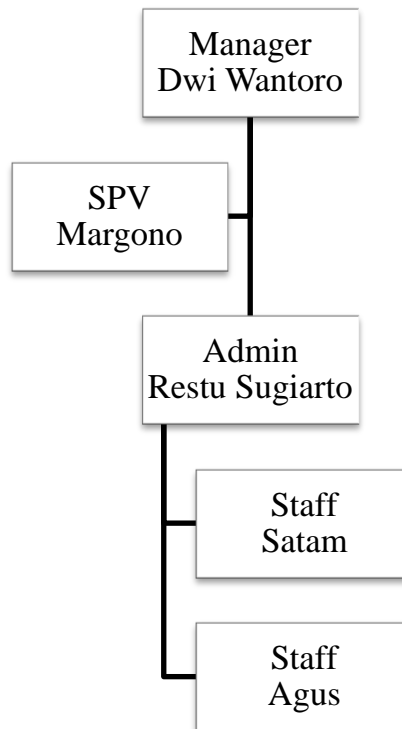 Manager
Dwi Wantoro
SPV
Margono
Admin
Restu Sugiarto
Staff
Satam
Staff
Agus